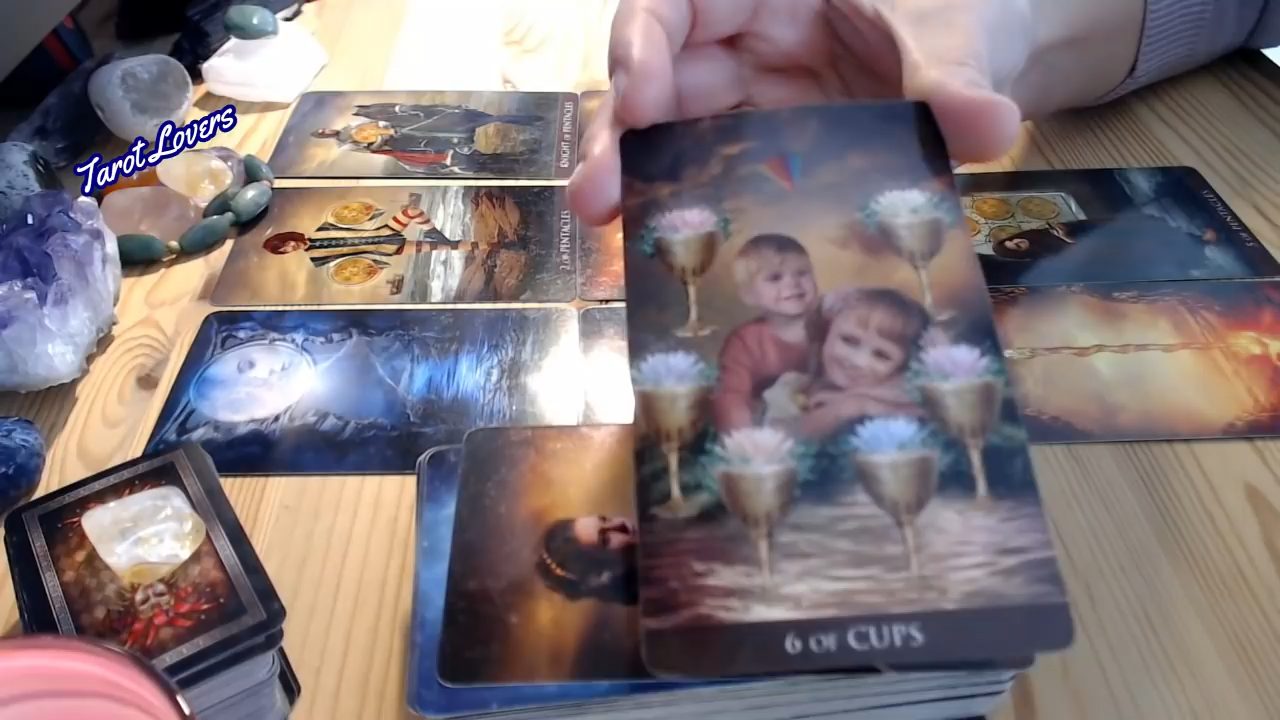 Tarot Lovers
KNIGHT OF PENTACLES
2 OF PENTACLES
6 OF CUPS